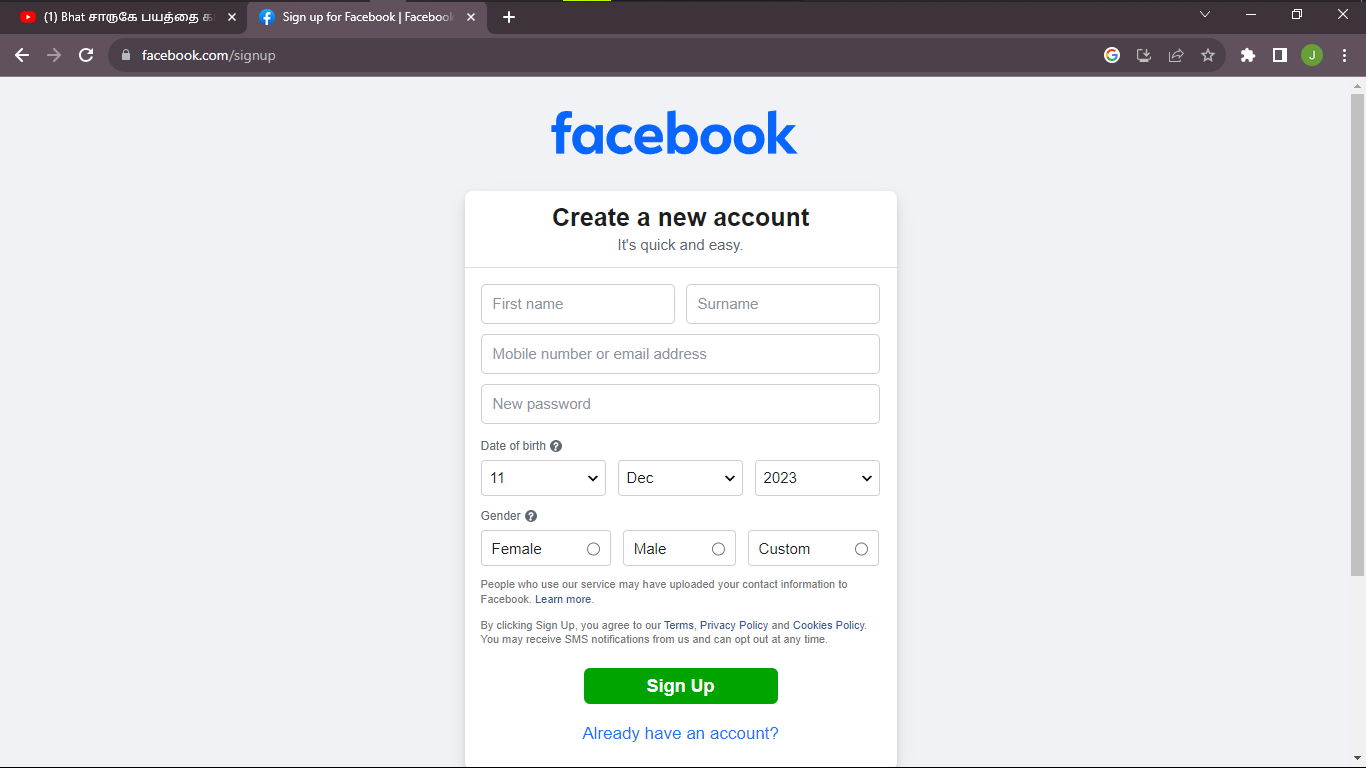 (1) Bhat சாருகே பயத்தை க
Sign up for Facebook | Facebook
facebook.com/signup
J
facebook
Create a new account
It's quick and easy.
First name Surname
Mobile number or email address
New password
Date of birth ?
11 Dec 2023
Gender ?
Female Male Custom
People who use our service may have uploaded your contact information to
Facebook. Learn more.
By clicking Sign Up, you agree to our Terms, Privacy Policy and Cookies Policy.
You may receive SMS notifications from us and can opt out at any time.
Sign Up
Already have an account?